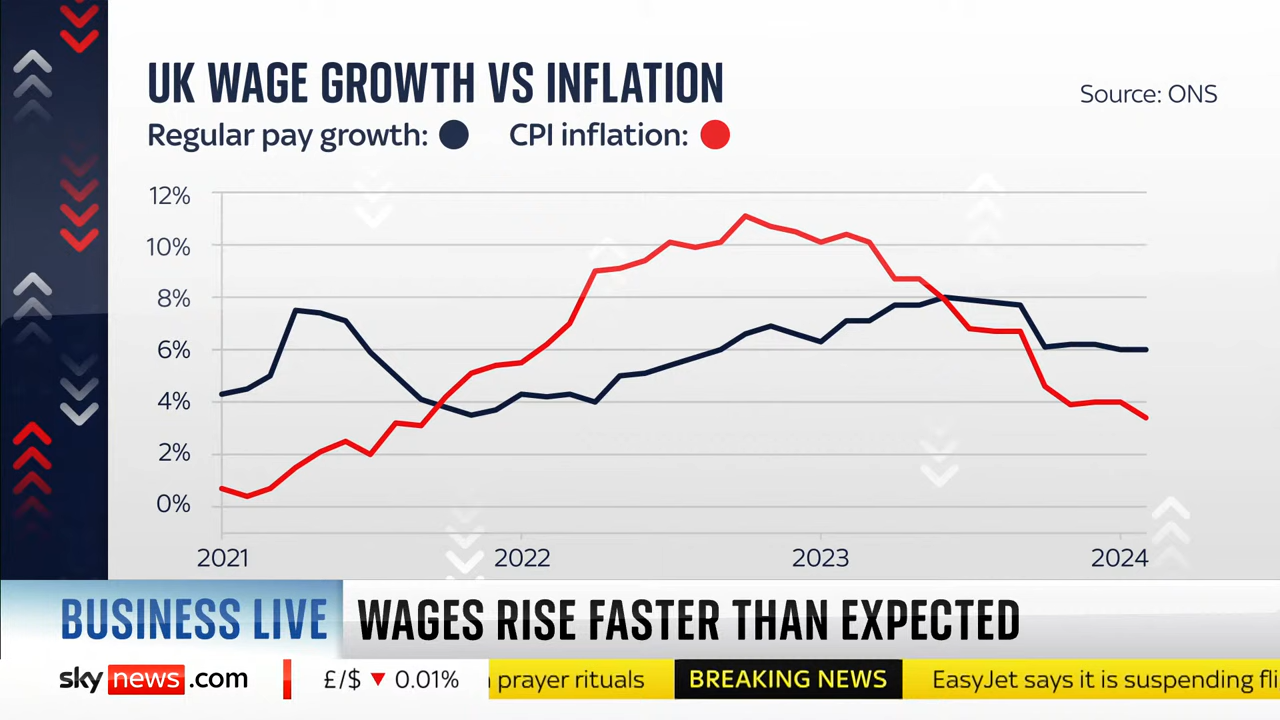 UK WAGE GROWTH VS INFLATION
Source: ONS
Regular pay growth: CPI inflation:
12%
10%
8%
6%
4%
2%
0%
2021 2022 2023 2024
BUSINESS LIVE WAGES RISE FASTER THAN EXPECTED
sky news.com £/$ ▼ 0.01% prayer rituals BREAKING NEWS EasyJet says it is suspending